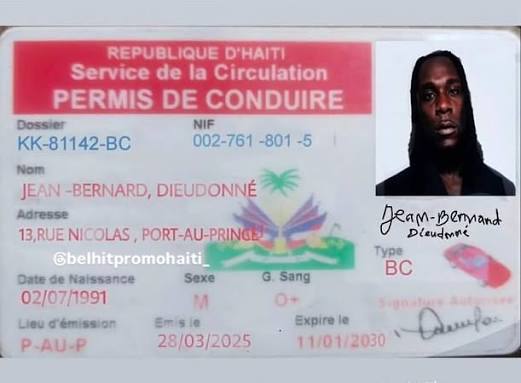 REPUBLIQUE D'HAITI
Service de la Circulation
PERMIS DE CONDUIRE
Dossier NIF
KK-81142-BC 002-761 -801 -5
Nom
JEAN -BERNARD, DIEUDONNÉ
Adresse
13,RUE NICOLAS , PORT-AU-PRINCE
@belhitpromohaiti_
Jean-Bernard
Dieudonné
Type
BC
Date de Naissance Sexe G. Sang
02/07/1991 M O+
Signature Autorisée
Lieu d'émission Emis le Expire le
P-AU-P 28/03/2025 11/01/2030